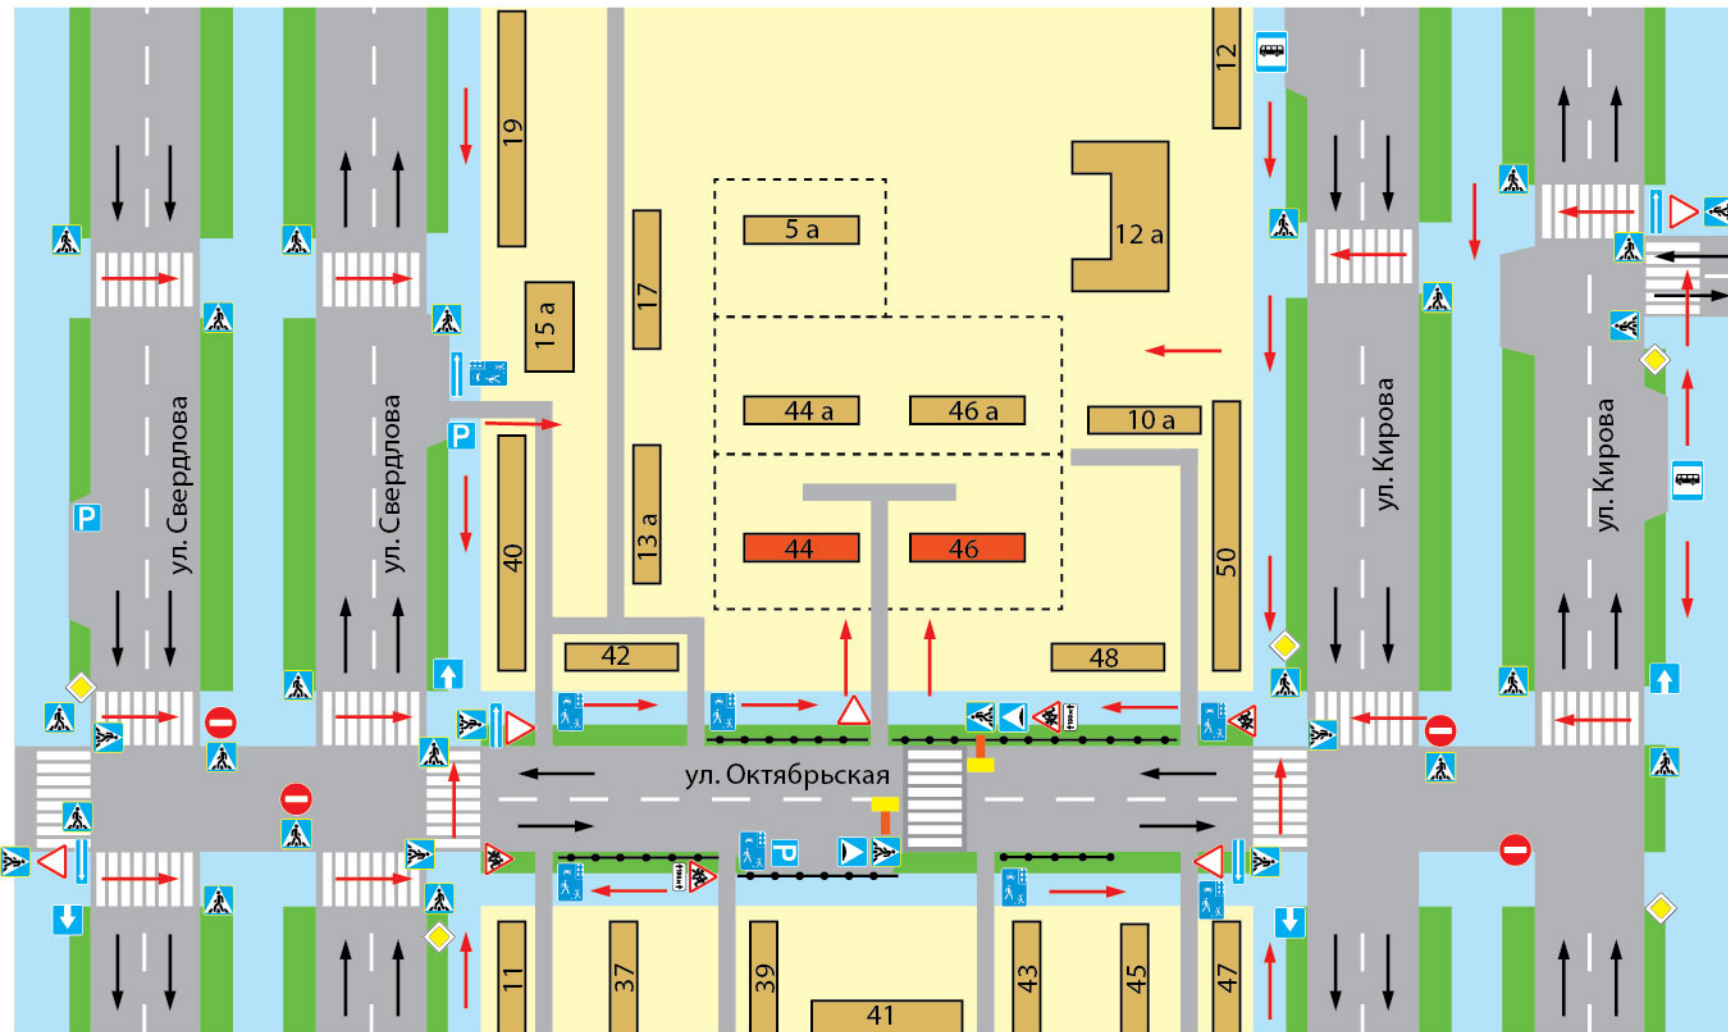 19
12
5 а
12 а
17
15 а
ул. Свердлова
ул. Свердлова
44 а
46 а
10 а
ул. Кирова
ул. Кирова
P
P
40
13 а
44
46
50
42
48
ул. Октябрьская
P
11
37
39
41
43
45
47